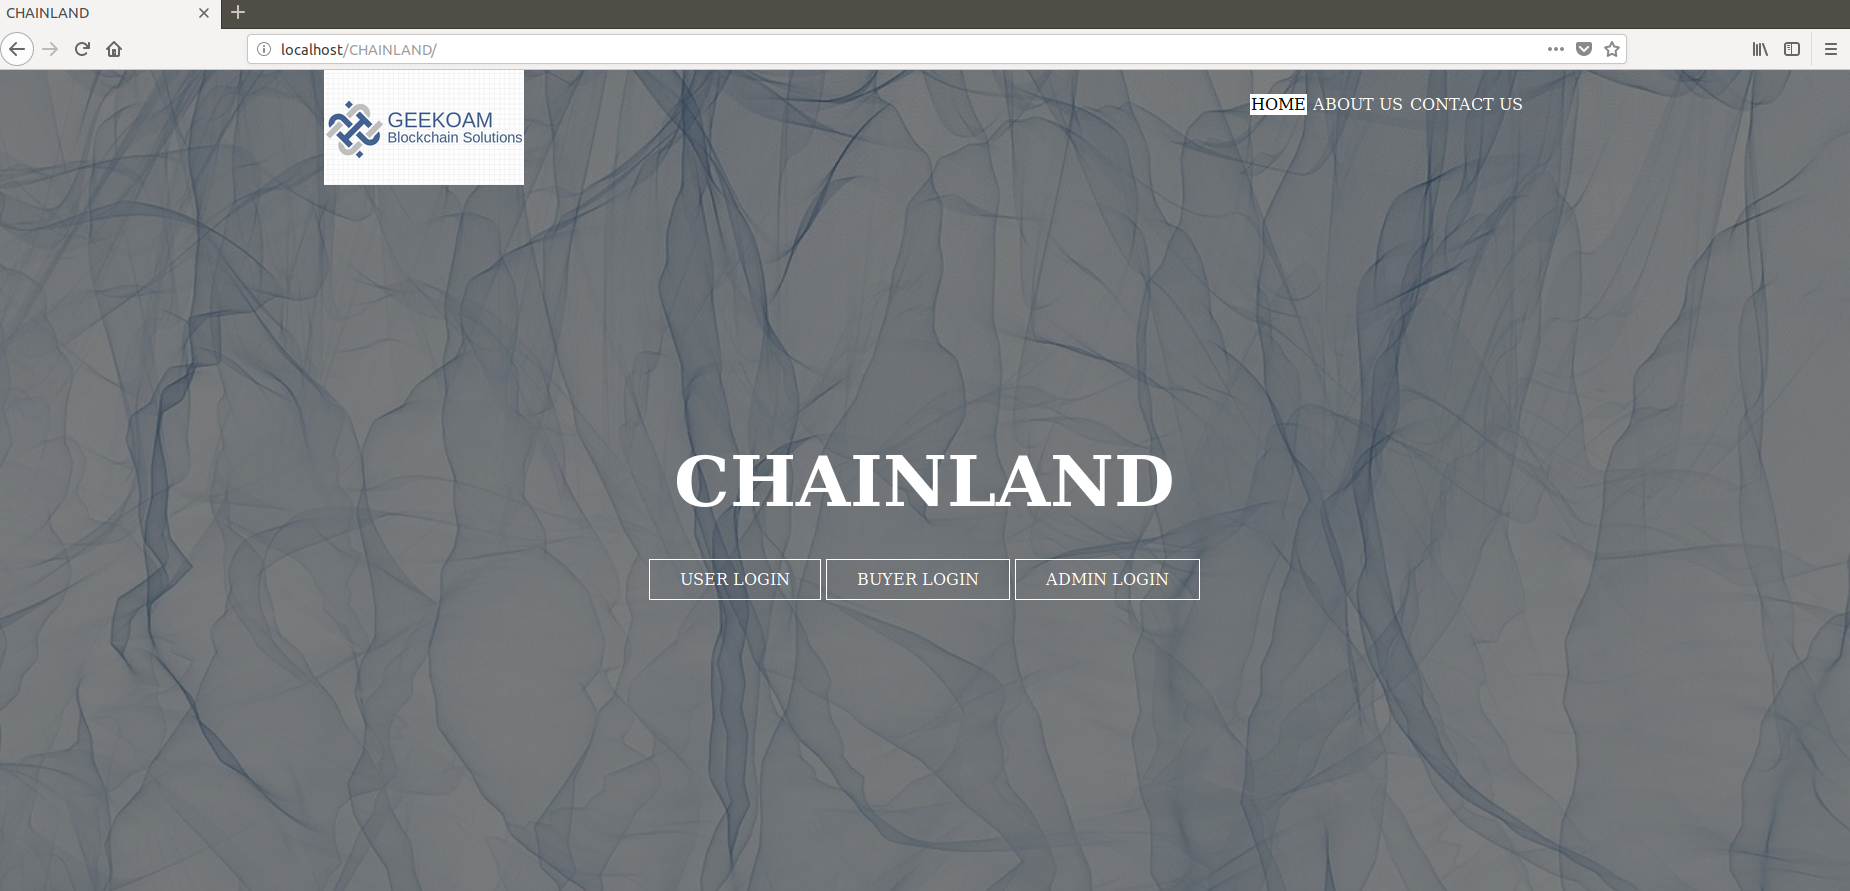 CHAINLAND
localhost/CHAINLAND/
GEEKOAM
Blockchain Solutions
HOME ABOUT US CONTACT US
CHAINLAND
USER LOGIN BUYER LOGIN ADMIN LOGIN